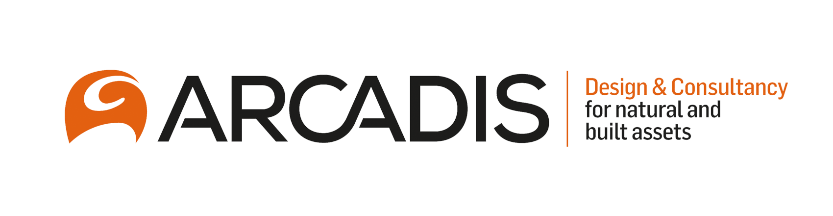 ARCADIS
Design & Consultancy
for natural and
built assets